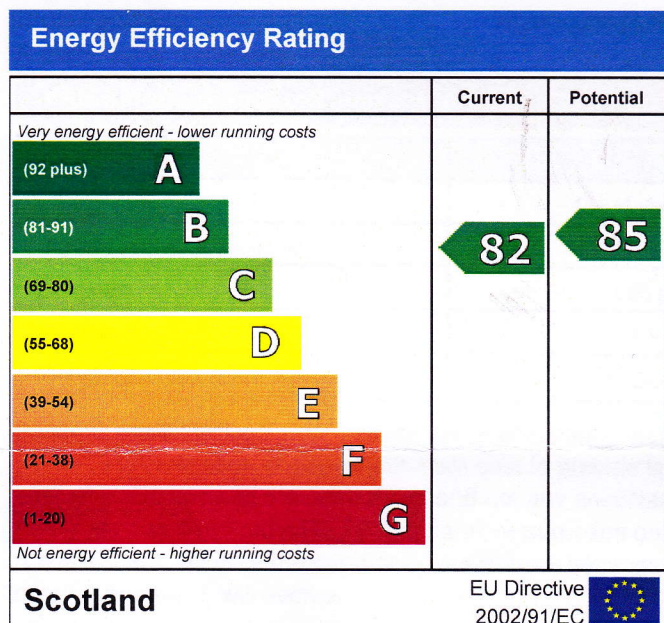 Energy Efficiency Rating
Current Potential
Very energy efficient - lower running costs
(92 plus) A
(81-91) B
82 85
(69-80) C
(55-68) D
(39-54) E
(21-38) F
(1-20) G
Not energy efficient - higher running costs
Scotland
EU Directive
2002/91/EC